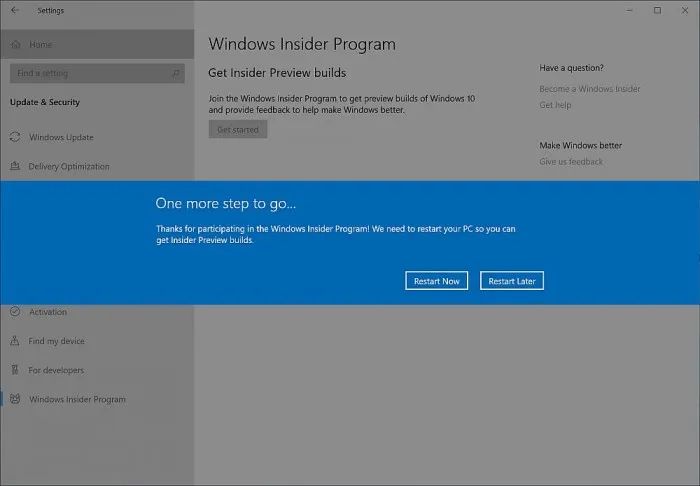 Settings
Home
Find a setting
Update & Security
Windows Update
Delivery Optimization
Windows Insider Program
Get Insider Preview builds
Join the Windows Insider Program to get preview builds of Windows 10
and provide feedback to help make Windows better.
Get started
Have a question?
Become a Windows Insider
Get help
Make Windows better
Give us feedback
One more step to go...
Thanks for participating in the Windows Insider Program! We need to restart your PC so you can
get Insider Preview builds.
Restart Now
Restart Later
Activation
Find my device
For developers
Windows Insider Program